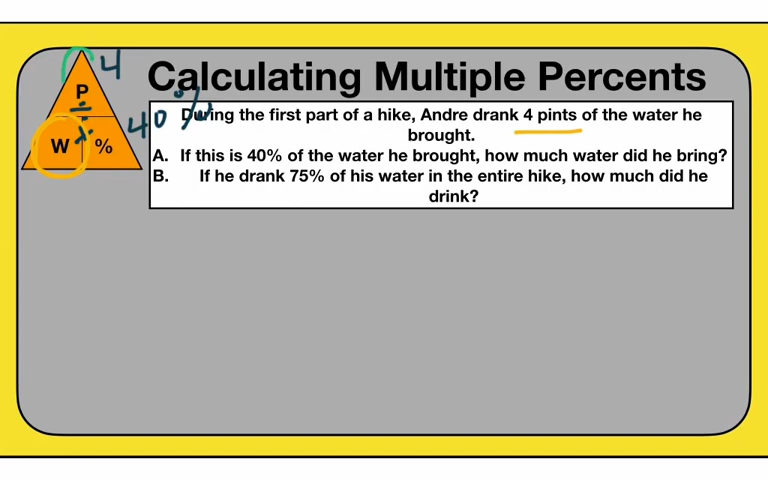 4
Calculating Multiple Percents
P
÷
W
%
40%
During the first part of a hike, Andre drank 4 pints of the water he
brought.
A. If this is 40% of the water he brought, how much water did he bring?
B. If he drank 75% of his water in the entire hike, how much did he
drink?